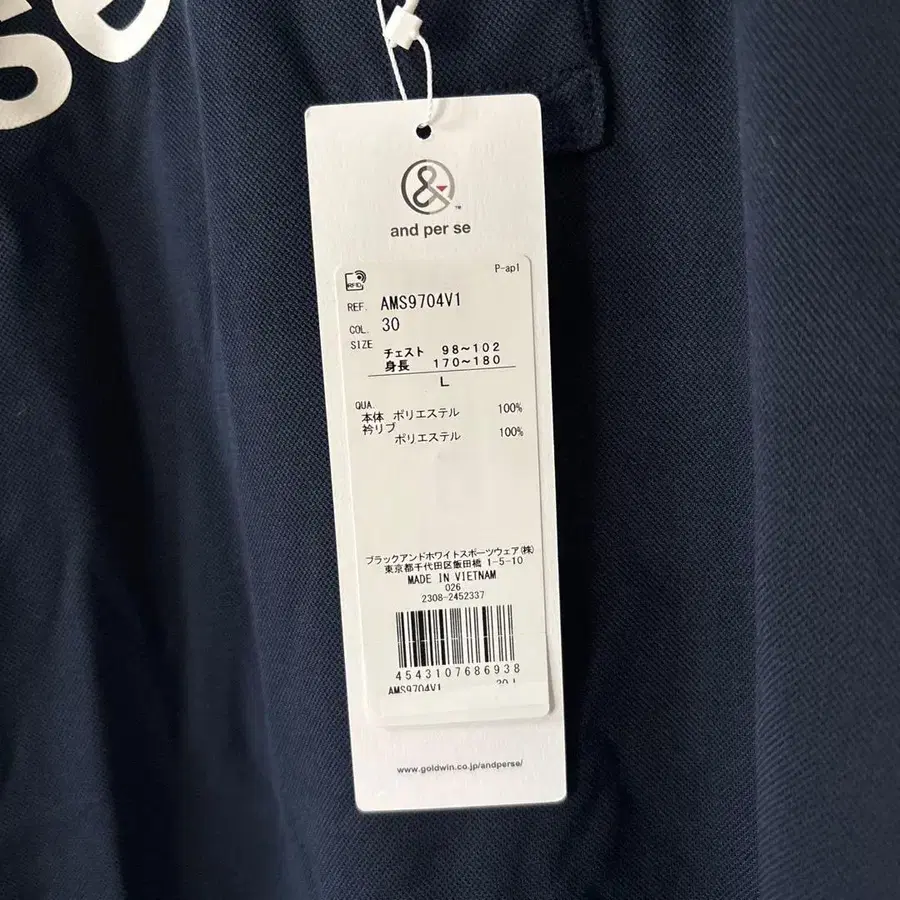 se
&
and per se
P-apl
RFID
REF. AMS9704V1
COL. 30
SIZE
チェスト 98～102
身長 170～180
L
QUA.
本体 ポリエステル 100%
衿リブ
ポリエステル 100%
ブラックアンドホワイトスポーツウェア(株)
東京都千代田区飯田橋 1-5-10
MADE IN VIETNAM
026
2308-2452337
4543107686938
AMS9704V1 30 L
www.goldwin.co.jp/andperse/